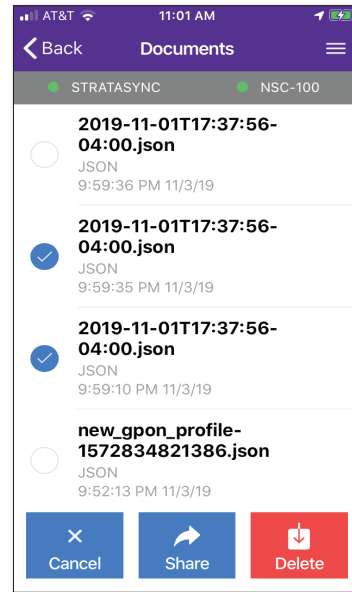 AT&T 11:01 AM
Back Documents
STRATASYNC NSC-100
2019-11-01T17:37:56-
04:00.json
JSON
9:59:36 PM 11/3/19
2019-11-01T17:37:56-
04:00.json
JSON
9:59:35 PM 11/3/19
2019-11-01T17:37:56-
04:00.json
JSON
9:59:10 PM 11/3/19
new_gpon_profile-
1572834821386.json
JSON
9:52:13 PM 11/3/19
Cancel Share Delete